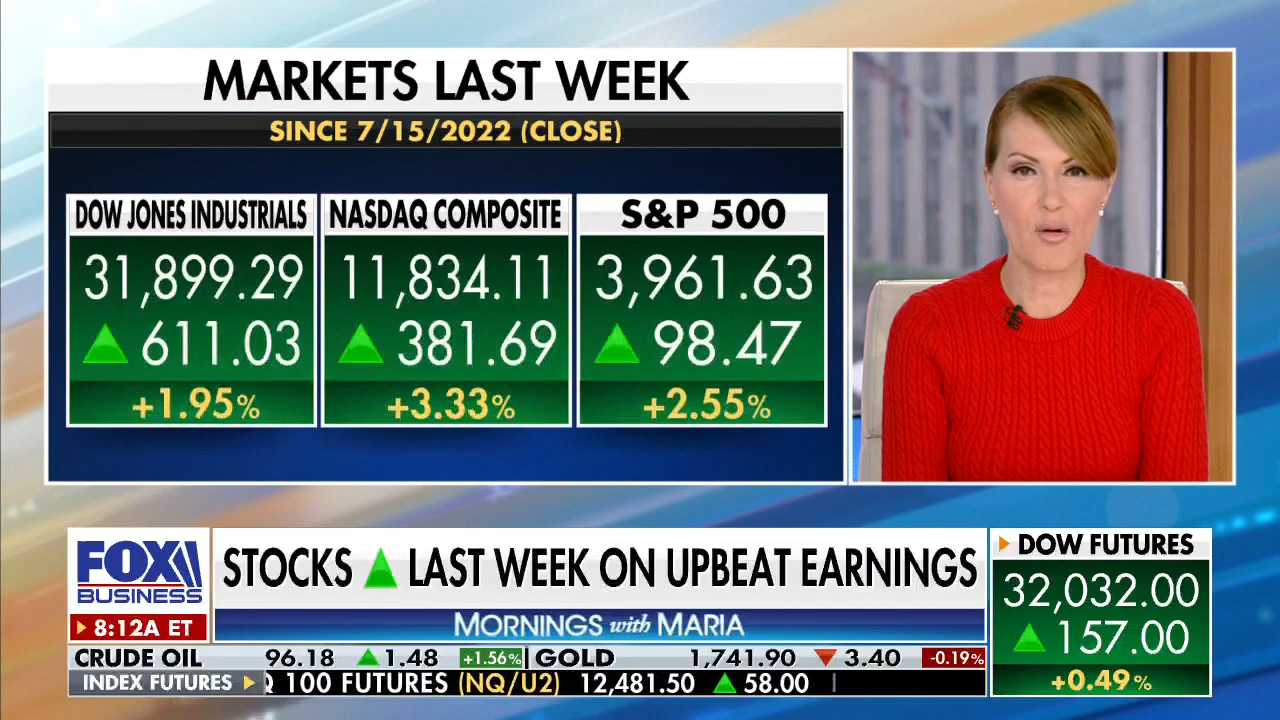 MARKETS LAST WEEK
SINCE 7/15/2022 (CLOSE)
DOW JONES INDUSTRIALS
31,899.29
611.03
+1.95%
NASDAQ COMPOSITE
11,834.11
381.69
+3.33%
S&P 500
3,961.63
98.47
+2.55%
FOX
BUSINESS
8:12A ET
STOCKS ▲ LAST WEEK ON UPBEAT EARNINGS
MORNINGS with MARIA
DOW FUTURES
32,032.00
157.00
+0.49%
CRUDE OIL 96.18 ▲ 1.48 +1.56% GOLD 1,741.90 ▼ 3.40 -0.19%
INDEX FUTURES 100 FUTURES (NQ/U2) 12,481.50 ▲ 58.00